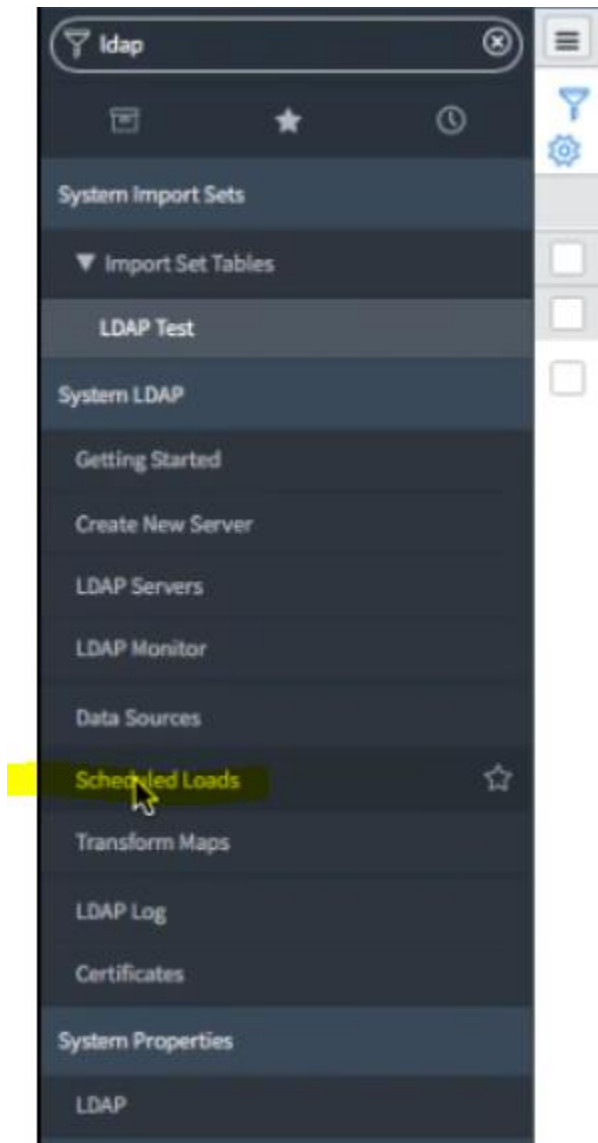 ldap
System Import Sets
Import Set Tables
LDAP Test
System LDAP
Getting Started
Create New Server
LDAP Servers
LDAP Monitor
Data Sources
Scheduled Loads
Transform Maps
LDAP Log
Certificates
System Properties
LDAP